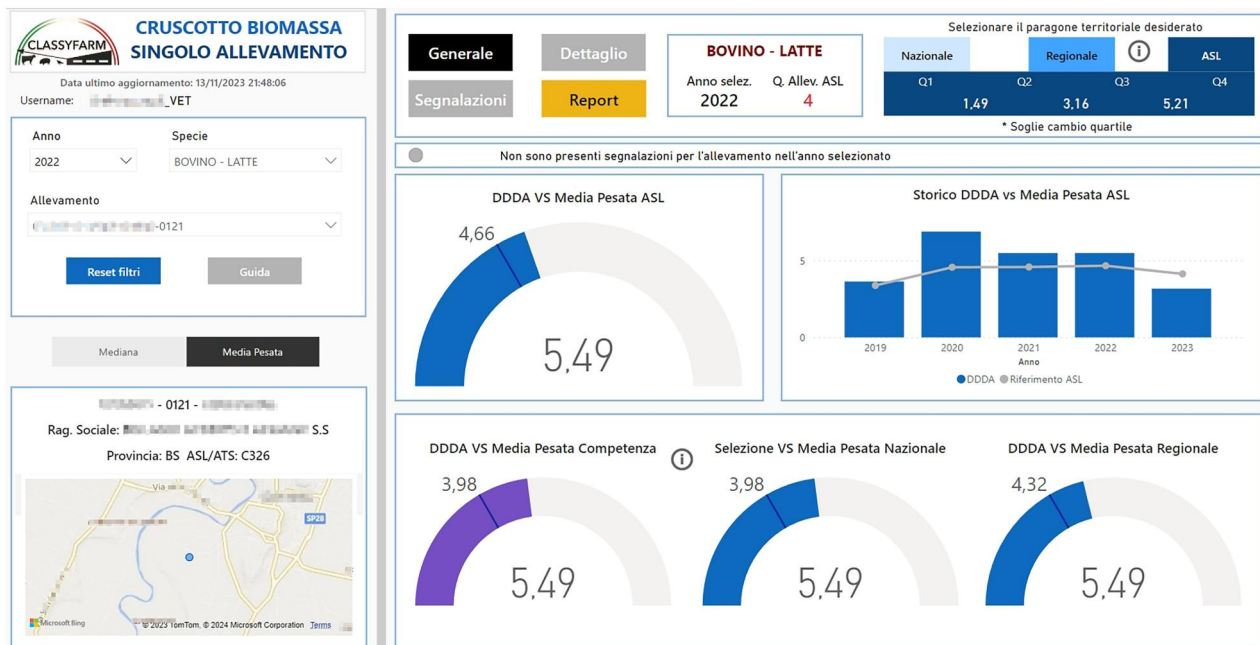 CLASSYFARM
CRUSCOTTO BIOMASSA
SINGOLO ALLEVAMENTO
Data ultimo aggiornamento: 13/11/2023 21:48:06
Username: _VET
Anno
Specie
2022
BOVINO - LATTE
Allevamento
-0121
Reset filtri
Guida
Mediana
Media Pesata
- 0121 -
Rag. Sociale: S.S
Provincia: BS ASL/ATS: C326
Via
SP28
Microsoft Bing
© 2023 TomTom, © 2024 Microsoft Corporation Terms
Generale
Dettaglio
Segnalazioni
Report
BOVINO - LATTE
Anno selez.
Q. Allev. ASL
2022
4
Selezionare il paragone territoriale desiderato
Nazionale
Regionale
ASL
Q1
Q2
Q3
Q4
1,49
3,16
5,21
* Soglie cambio quartile
Non sono presenti segnalazioni per l'allevamento nell'anno selezionato
DDDA VS Media Pesata ASL
4,66
5,49
Storico DDDA vs Media Pesata ASL
5
0
2019
2020
2021
2022
2023
Anno
DDDA
Riferimento ASL
DDDA VS Media Pesata Competenza
3,98
5,49
Selezione VS Media Pesata Nazionale
3,98
5,49
DDDA VS Media Pesata Regionale
4,32
5,49